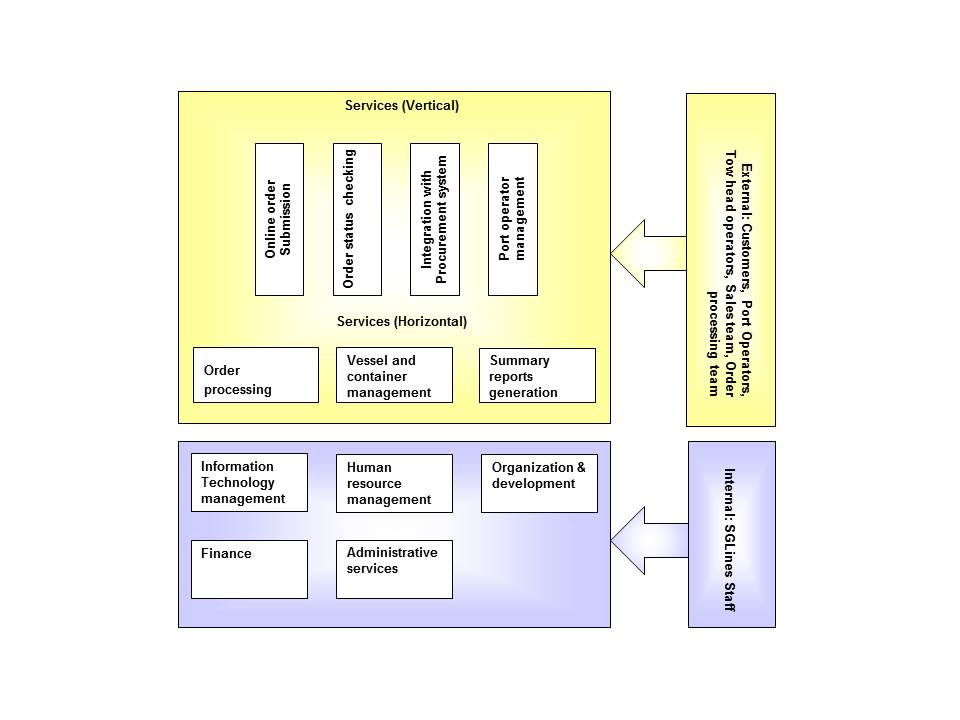 Services (Vertical)
Online order
Submission
Order status checking
Integration with
Procurement system
Port operator
management
Services (Horizontal)
Order
processing
Vessel and
container
management
Summary
reports
generation
External: Customers, Port Operators,
Tow head operators, Sales team, Order
processing team
Information
Technology
management
Human
resource
management
Organization &
development
Finance
Administrative
services
Internal: SGLines Staff